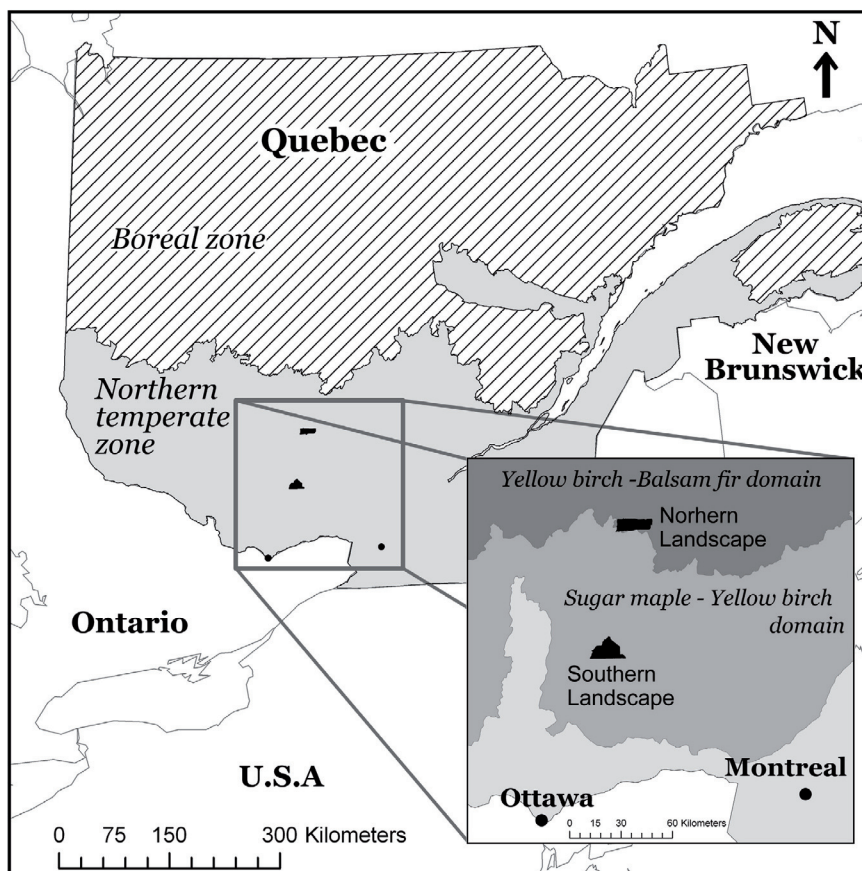 N
Quebec
Boreal zone
New
Brunswick
Northern
temperate
zone
Yellow birch -Balsam fir domain
Norhern
Landscape
Sugar maple - Yellow birch
domain
Southern
Landscape
Ontario
U.S.A
Montreal
Ottawa
0 30 60 Kilometers
0 75 150 300 Kilometers